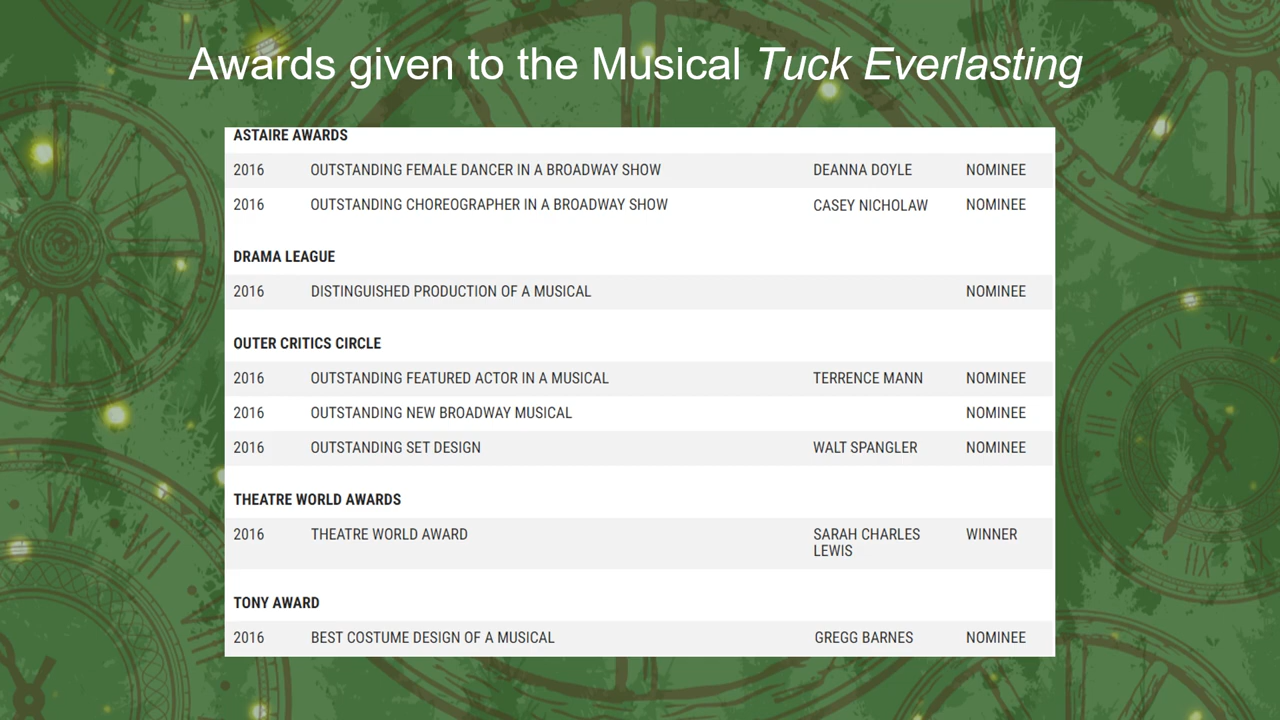 Awards given to the Musical Tuck Everlasting
ASTAIRE AWARDS
2016 OUTSTANDING FEMALE DANCER IN A BROADWAY SHOW DEANNA DOYLE NOMINEE
2016 OUTSTANDING CHOREOGRAPHER IN A BROADWAY SHOW CASEY NICHOLAW NOMINEE
DRAMA LEAGUE
2016 DISTINGUISHED PRODUCTION OF A MUSICAL NOMINEE
OUTER CRITICS CIRCLE
2016 OUTSTANDING FEATURED ACTOR IN A MUSICAL TERRENCE MANN NOMINEE
2016 OUTSTANDING NEW BROADWAY MUSICAL NOMINEE
2016 OUTSTANDING SET DESIGN WALT SPANGLER NOMINEE
THEATRE WORLD AWARDS
2016 THEATRE WORLD AWARD SARAH CHARLES WINNER
LEWIS
TONY AWARD
2016 BEST COSTUME DESIGN OF A MUSICAL GREGG BARNES NOMINEE